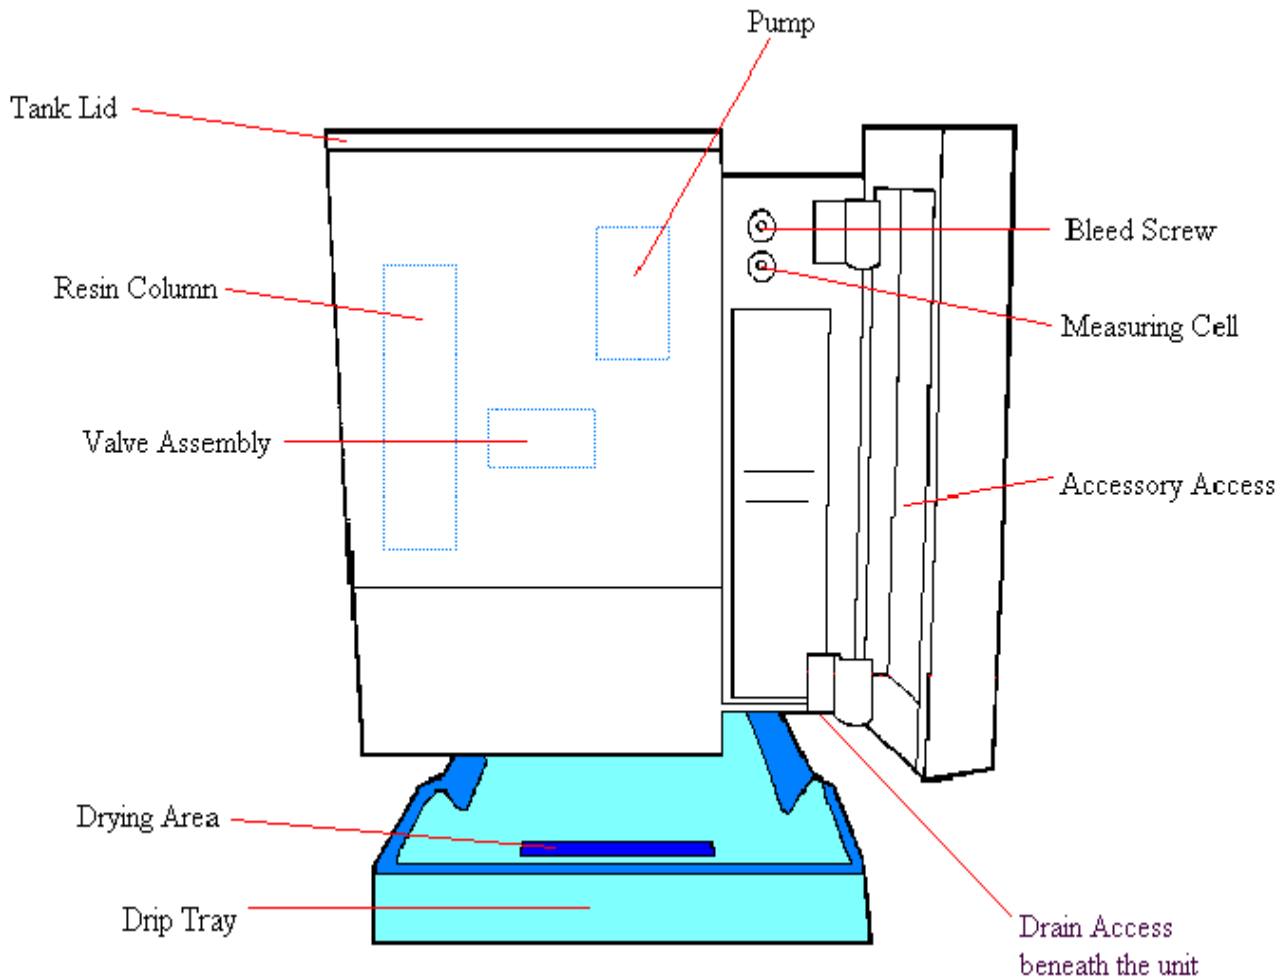 Pump
Tank Lid
Bleed Screw
Resin Column
Measuring Cell
Valve Assembly
Accessory Access
Drying Area
Drip Tray
Drain Access
beneath the unit